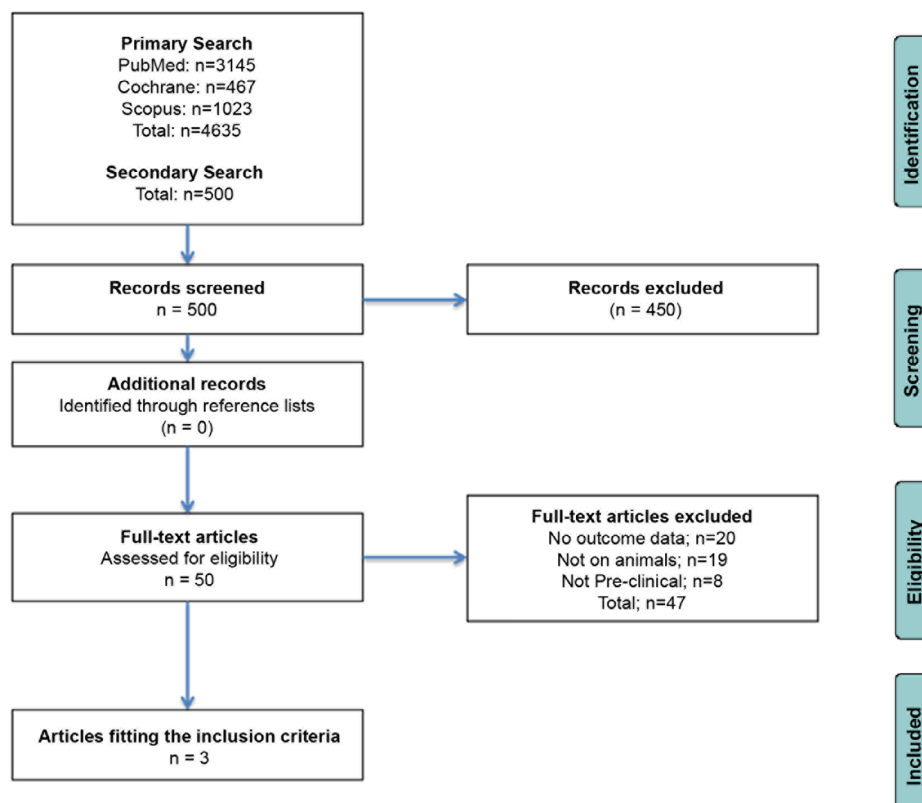 Primary Search
PubMed: n=3145
Cochrane: n=467
Scopus: n=1023
Total: n=4635
Secondary Search
Total: n=500
Identification
Records screened
n = 500
Records excluded
(n = 450)
Screening
Additional records
Identified through reference lists
(n = 0)
Full-text articles
Assessed for eligibility
n = 50
Full-text articles excluded
No outcome data; n=20
Not on animals; n=19
Not Pre-clinical; n=8
Total; n=47
Eligibility
Articles fitting the inclusion criteria
n = 3
Included